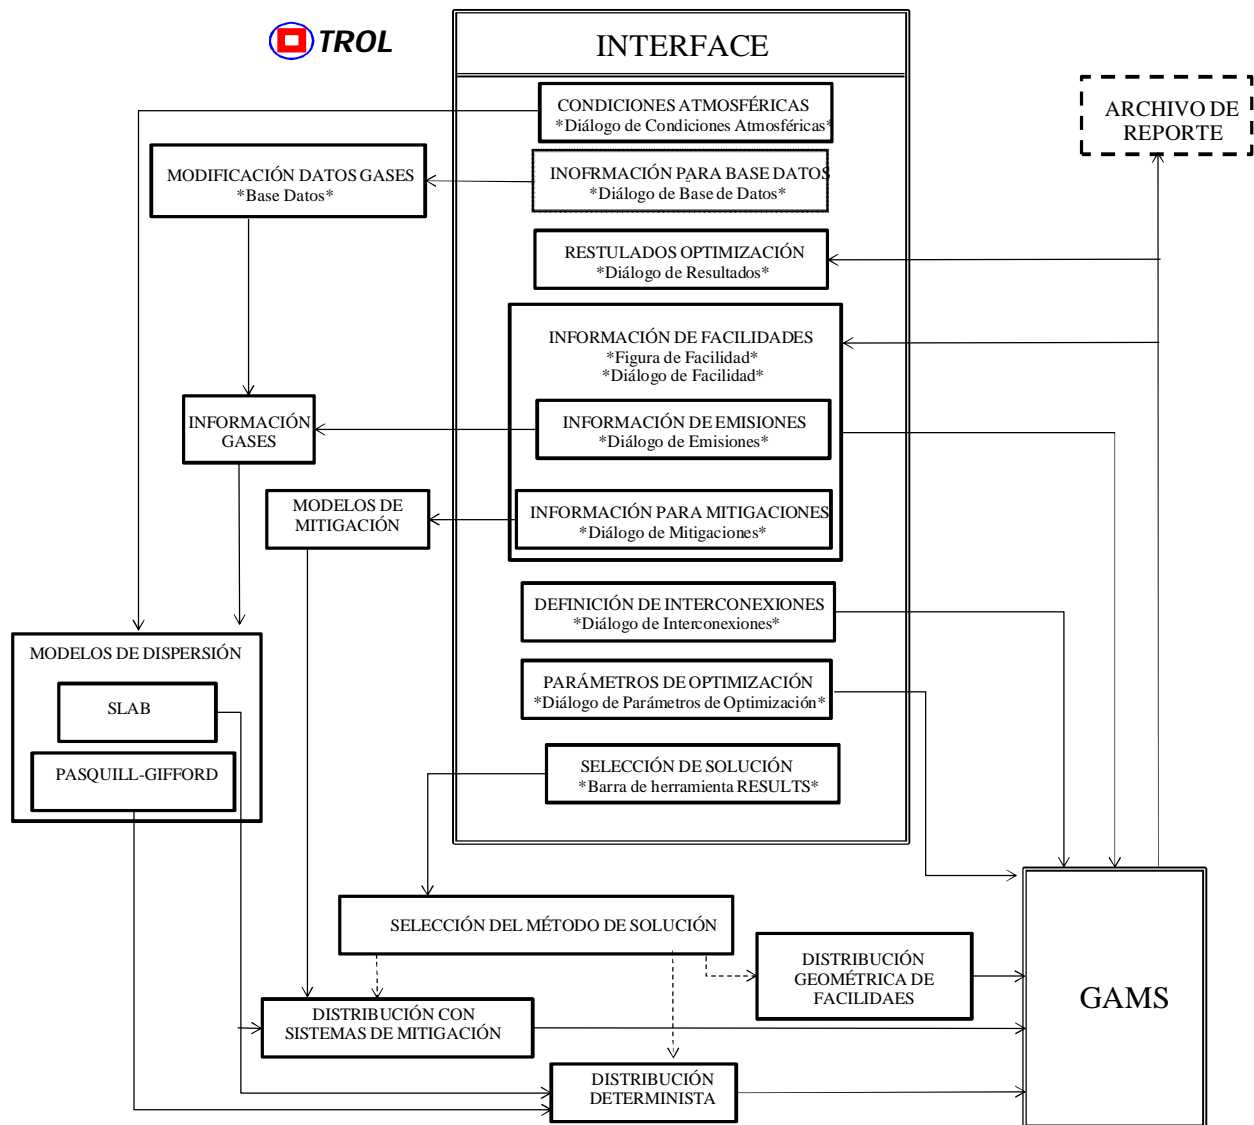 TROL
INTERFACE
CONDICIONES ATMOSFÉRICAS
*Diálogo de Condiciones Atmosféricas*
ARCHIVO DE
REPORTE
MODIFICACIÓN DATOS GASES
*Base Datos*
INOFRMACIÓN PARA BASE DATOS
*Diálogo de Base de Datos*
RESTULADOS OPTIMIZACIÓN
*Diálogo de Resultados*
INFORMACIÓN DE FACILIDADES
*Figura de Facilidad*
*Diálogo de Facilidad*
INFORMACIÓN
GASES
INFORMACIÓN DE EMISIONES
*Diálogo de Emisiones*
MODELOS DE
MITIGACIÓN
INFORMACIÓN PARA MITIGACIONES
*Diálogo de Mitigaciones*
DEFINICIÓN DE INTERCONEXIONES
*Diálogo de Interconexiones*
MODELOS DE DISPERSIÓN
SLAB
PASQUILL-GIFFORD
PARÁMETROS DE OPTIMIZACIÓN
*Diálogo de Parámetros de Optimización*
SELECCIÓN DE SOLUCIÓN
*Barra de herramienta RESULTS*
SELECCIÓN DEL MÉTODO DE SOLUCIÓN
DISTRIBUCIÓN
GEOMÉTRICA DE
FACILIDAES
GAMS
DISTRIBUCIÓN CON
SISTEMAS DE MITIGACIÓN
DISTRIBUCIÓN
DETERMINISTA